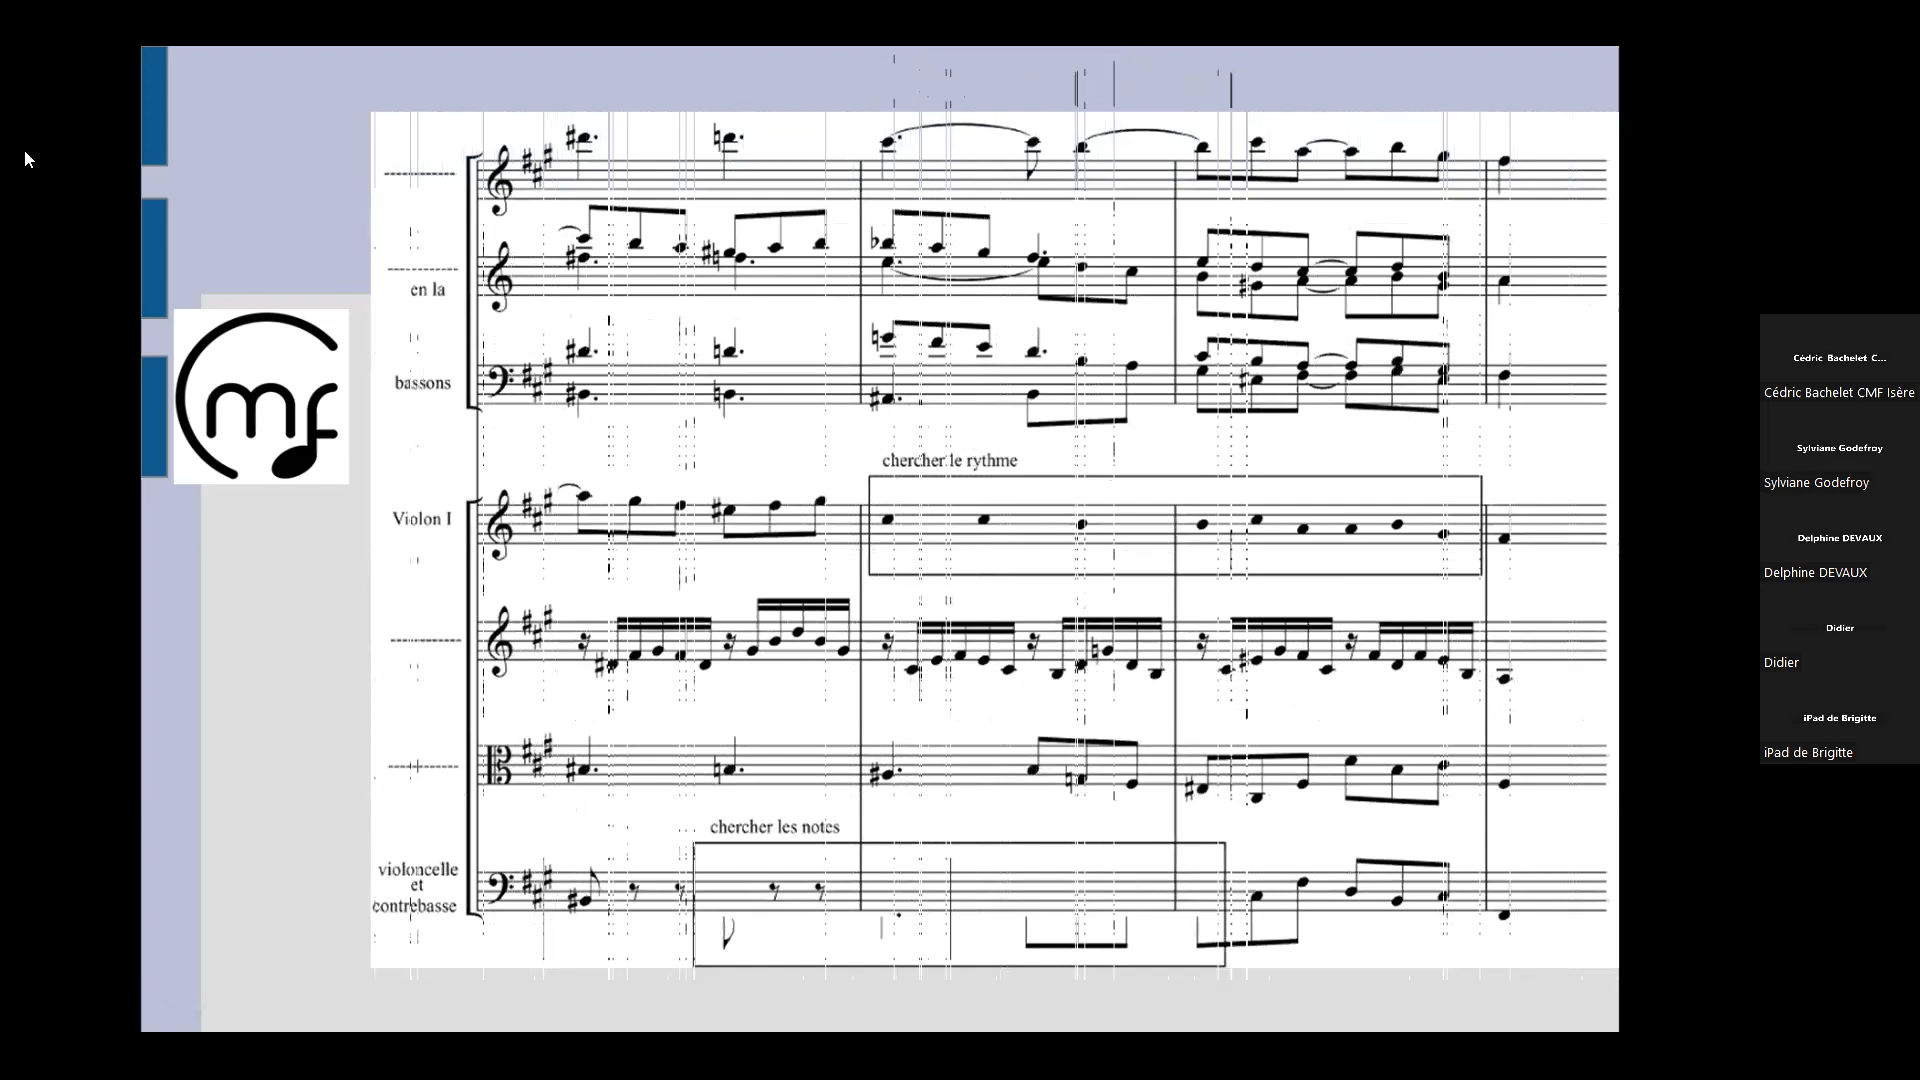 en la
bassons
chercher le rythme
Violon I
chercher les notes
violoncelle
et
contrebasse
mf
Cédric Bachelet C...
Cédric Bachelet CMF Isère
Sylviane Godefroy
Sylviane Godefroy
Delphine DEVAUX
Delphine DEVAUX
Didier
Didier
iPad de Brigitte
iPad de Brigitte